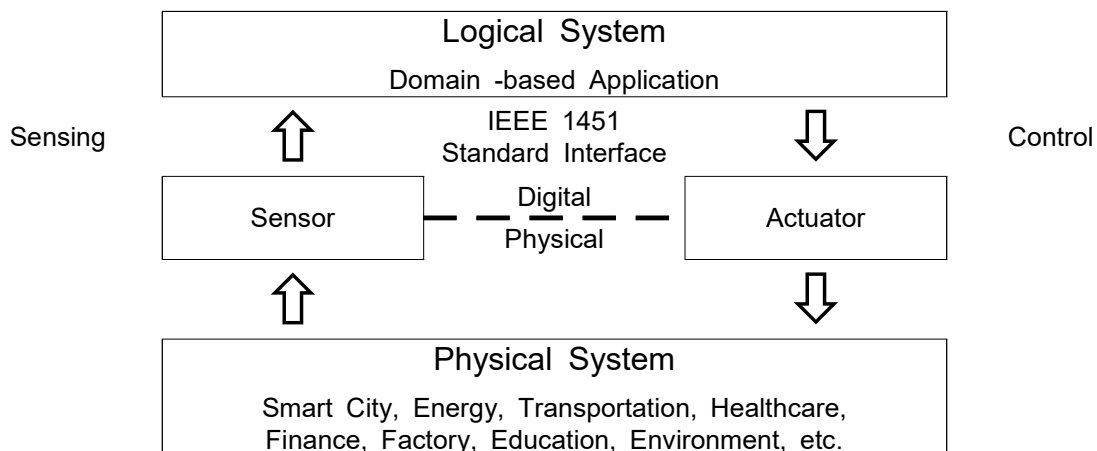 Logical System
Domain -based Application
IEEE 1451
Standard Interface
Sensing
Control
Digital
Sensor
Actuator
Physical
Physical System
Smart City, Energy, Transportation, Healthcare,
Finance, Factory, Education, Environment, etc.